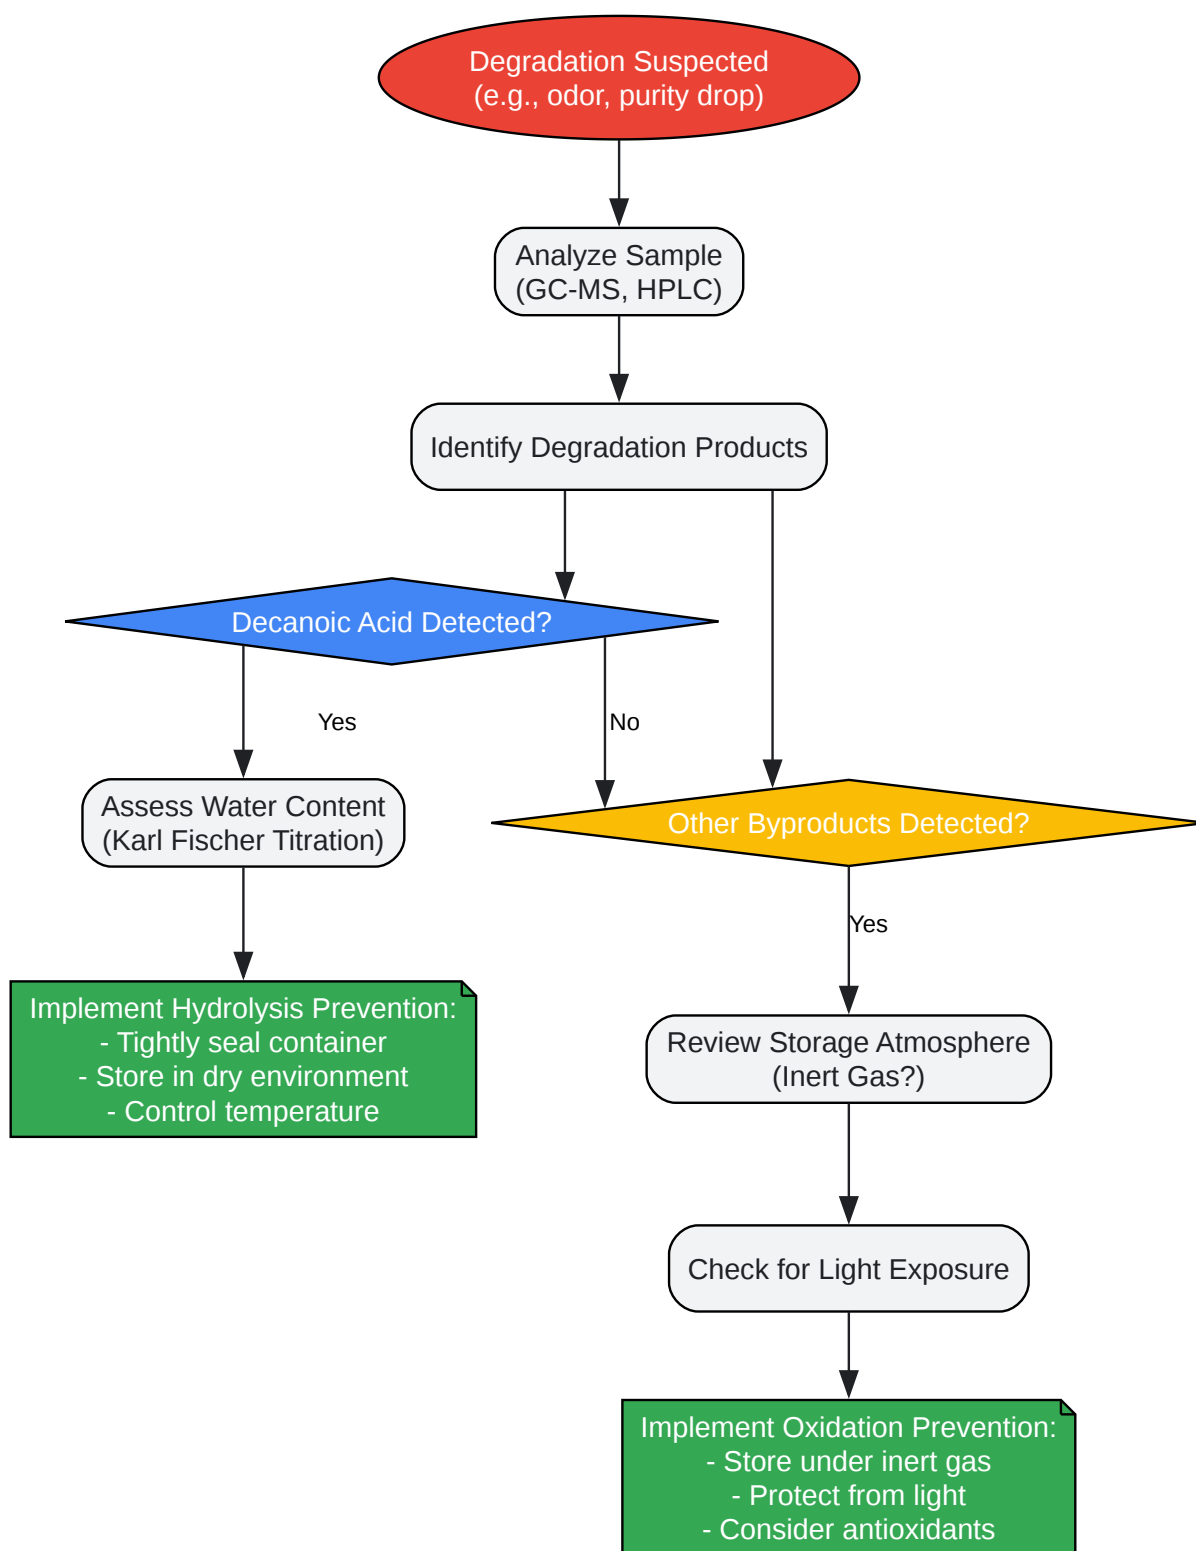 Degradation Suspected
(e.g., odor, purity drop)
Analyze Sample
(GC-MS, HPLC)
Identify Degradation Products
Decanoic Acid Detected?
Yes
No
Assess Water Content
(Karl Fischer Titration)
Other Byproducts Detected?
Yes
Implement Hydrolysis Prevention:
- Tightly seal container
- Store in dry environment
- Control temperature
Review Storage Atmosphere
(Inert Gas?)
Check for Light Exposure
Implement Oxidation Prevention:
- Store under inert gas
- Protect from light
- Consider antioxidants